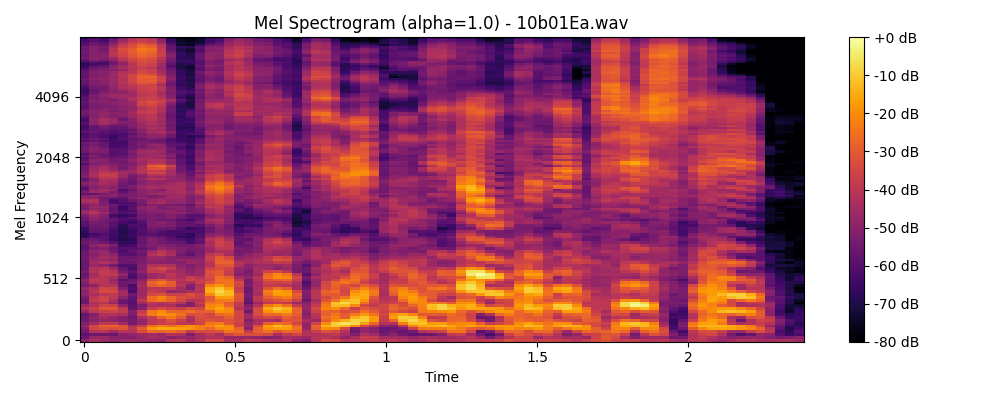 Mel Spectrogram (alpha=1.0) - 10b01Ea.wav
Mel Frequency
4096
2048
1024
512
0
0
0.5
1
1.5
2
Time
+0 dB
-10 dB
-20 dB
-30 dB
-40 dB
-50 dB
-60 dB
-70 dB
-80 dB